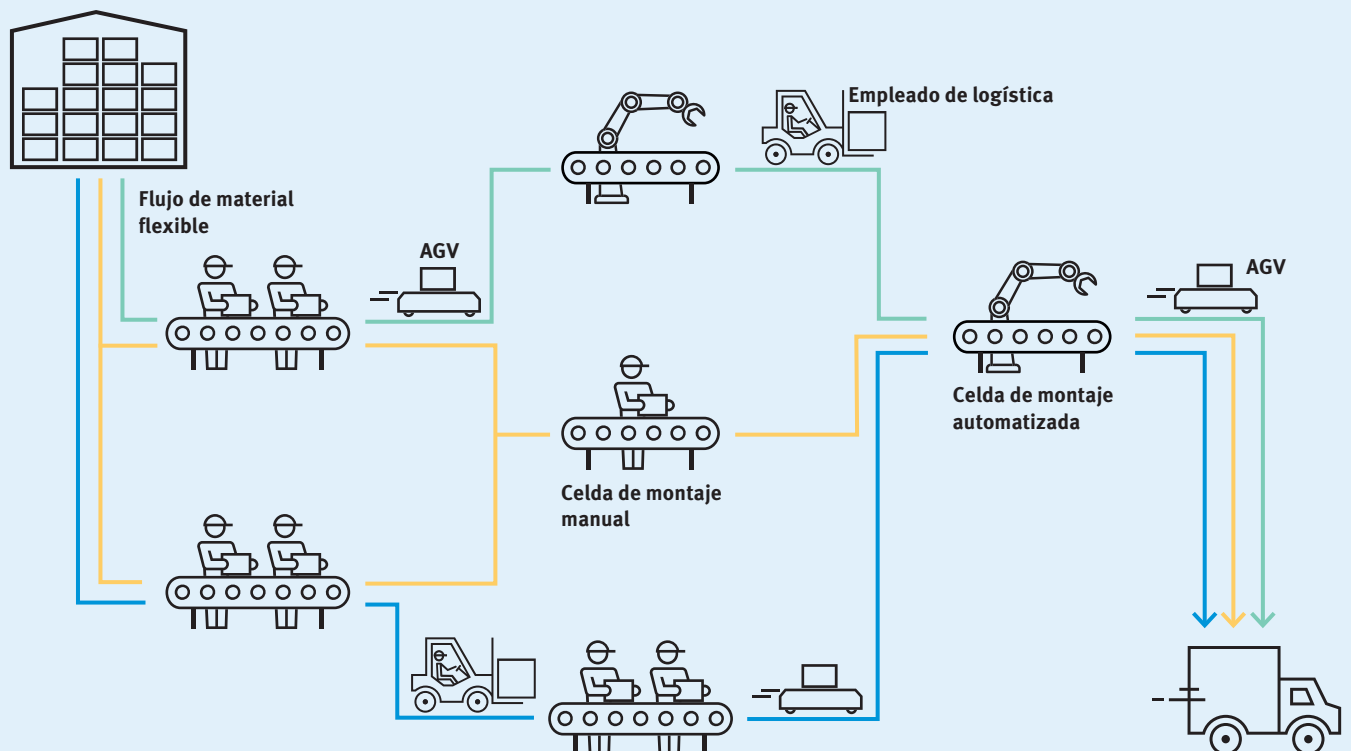 Empleado de logística
Flujo de material
flexible
AGV
AGV
Celda de montaje
automatizada
Celda de montaje
manual